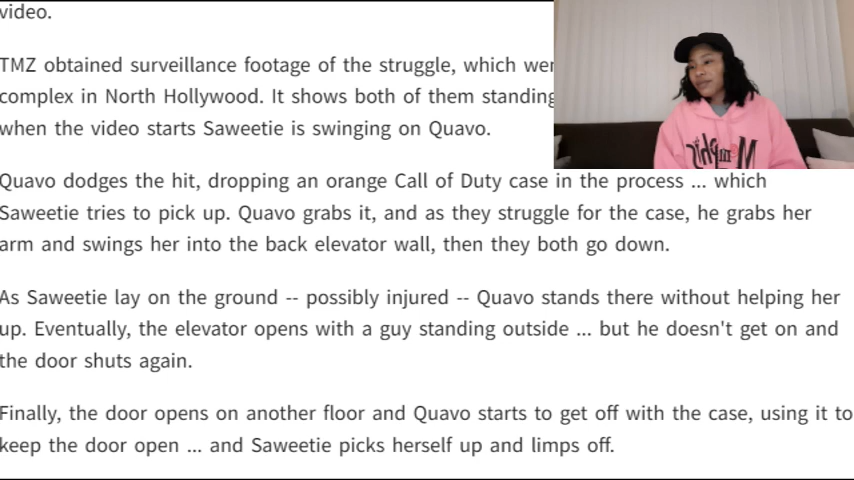 video.
TMZ obtained surveillance footage of the struggle, which
complex in North Hollywood. It shows both of them standing
when the video starts Saweetie is swinging on Quavo.
Quavo dodges the hit, dropping an orange Call of Duty case in the process ... which
Saweetie tries to pick up. Quavo grabs it, and as they struggle for the case, he grabs her
arm and swings her into the back elevator wall, then they both go down.
As Saweetie lay on the ground -- possibly injured -- Quavo stands there without helping her
up. Eventually, the elevator opens with a guy standing outside ... but he doesn't get on and
the door shuts again.
Finally, the door opens on another floor and Quavo starts to get off with the case, using it to
keep the door open ... and Saweetie picks herself up and limps off.